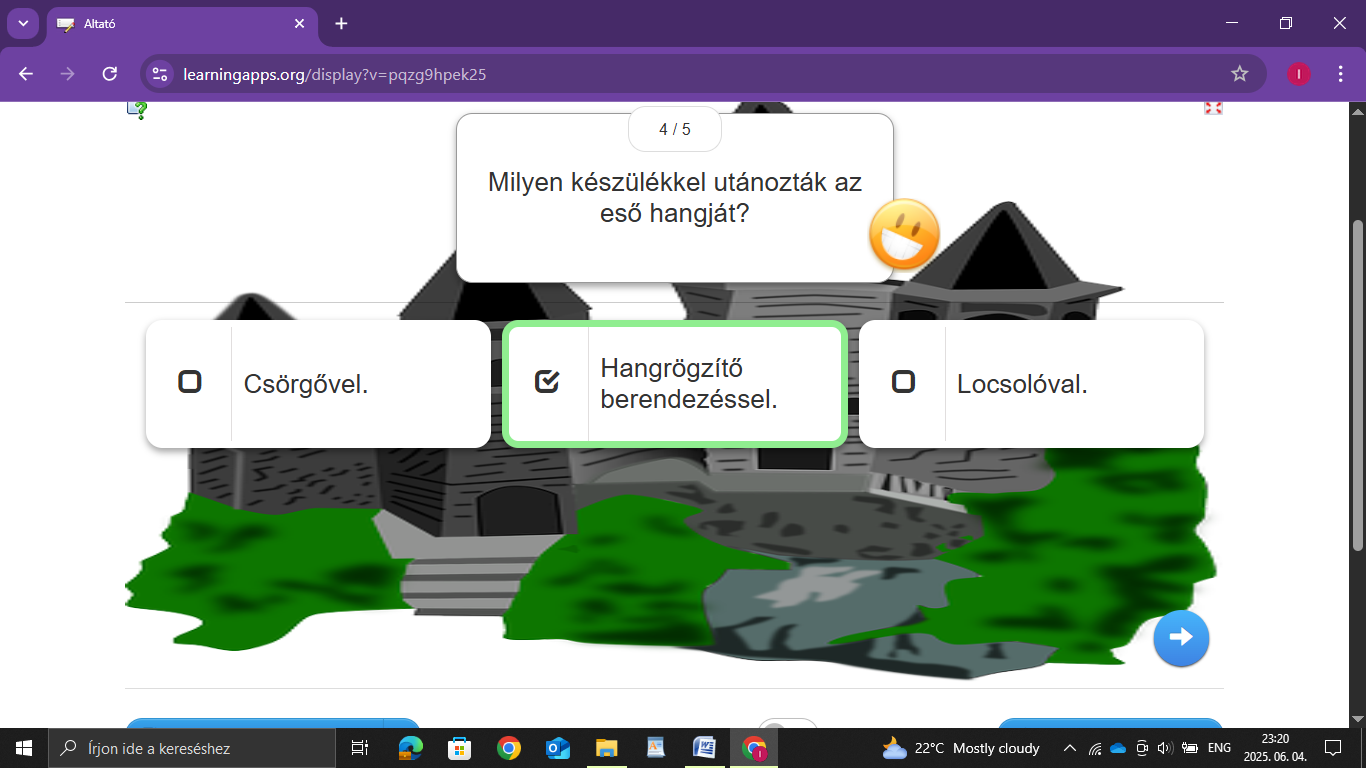 Altató
learningapps.org/display?v=pqzg9hpek25
4 / 5
Milyen készülékkel utánozták az
eső hangját?
Csörgővel.
Hangrögzítő
berendezéssel.
Locsolóval.
Írjon ide a kereséshez
22°C Mostly cloudy
ENG
23:20
2025. 06. 04.